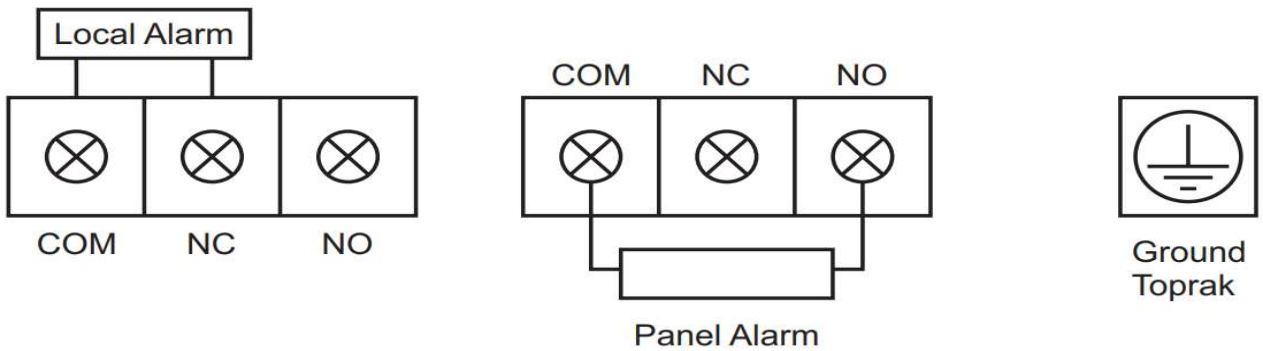 Local Alarm
COM NC NO
COM NC NO
Panel Alarm
Ground
Toprak